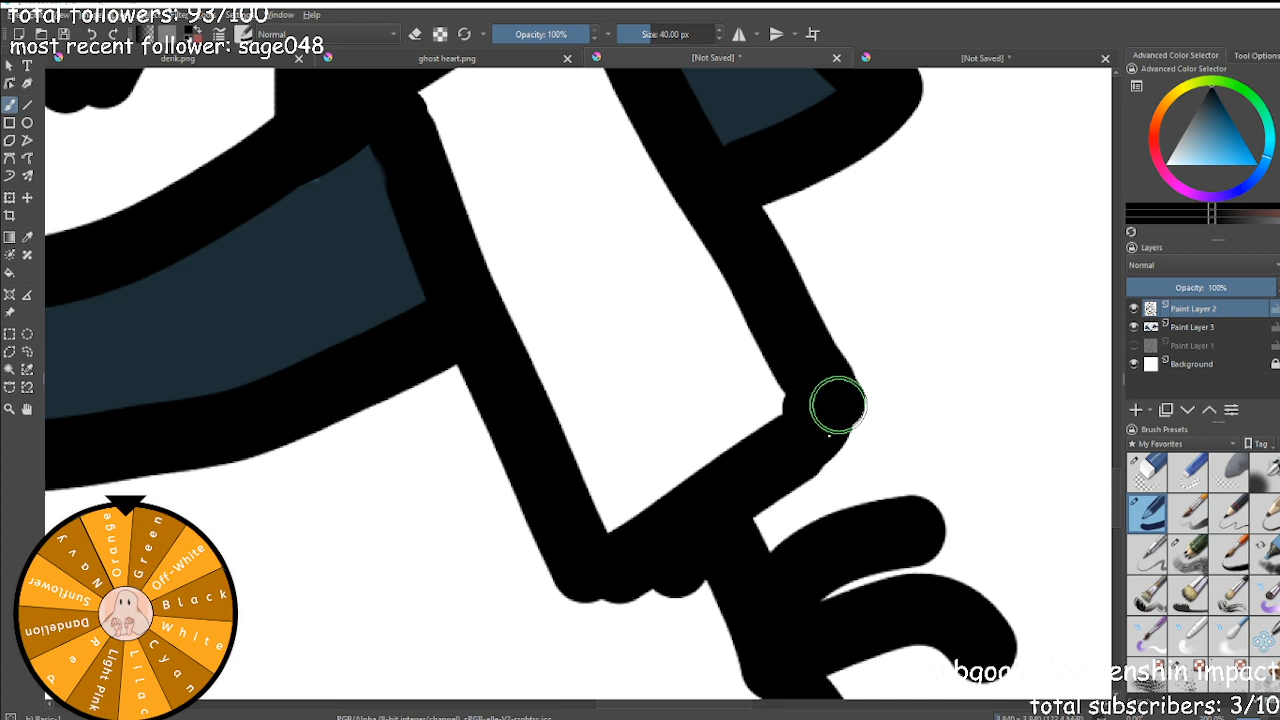 Total followers: 93/100
Window
Help
most recent follower: sage048
Normal
Opacity: 100%
Size: 40.00 px
denk.png
ghost heart.png
[Not Saved] *
[Not Saved] *
Advanced Color Selector
Tool Options
Advanced Color Selector
Layers
Normal
Opacity: 100%
Paint Layer 2
Paint Layer 3
Paint Layer 1
Background
Brush Presets
My Favorites
Tag
Orange
Green
Off-White
Black
White
Cyan
Lilac
Light Pink
Red
Dandelion
Sunflower
Navy
genshin impact
total subscribers: 3/10